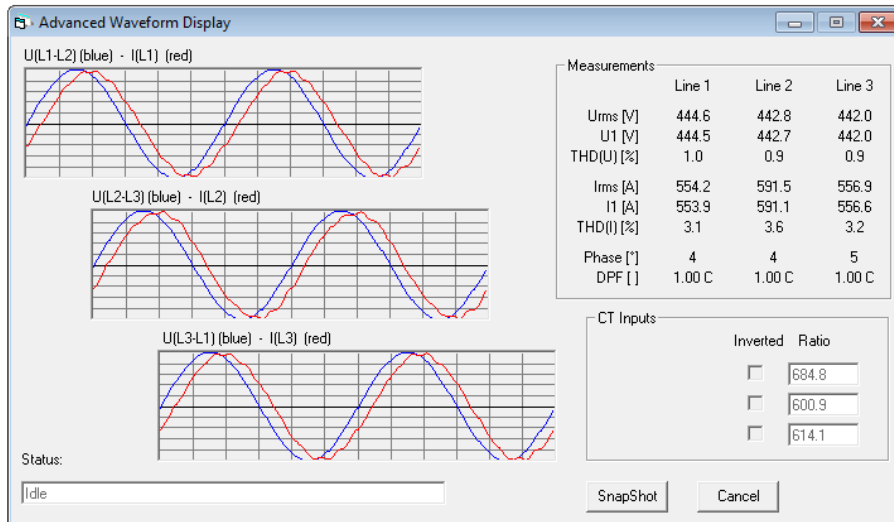 Advanced Waveform Display
U(L1-L2) (blue) - I(L1) (red)
U(L2-L3) (blue) - I(L2) (red)
U(L3-L1) (blue) - I(L3) (red)
Status:
Idle
Measurements
Line 1 Line 2 Line 3
Urms [V] 444.6 442.8 442.0
U1 [V] 444.5 442.7 442.0
THD(U) [%] 1.0 0.9 0.9
Irms [A] 554.2 591.5 556.9
I1 [A] 553.9 591.1 556.6
THD(I) [%] 3.1 3.6 3.2
Phase [°] 4 4 5
DPF [ ] 1.00 C 1.00 C 1.00 C
CT Inputs
Inverted Ratio
684.8
600.9
614.1
SnapShot Cancel